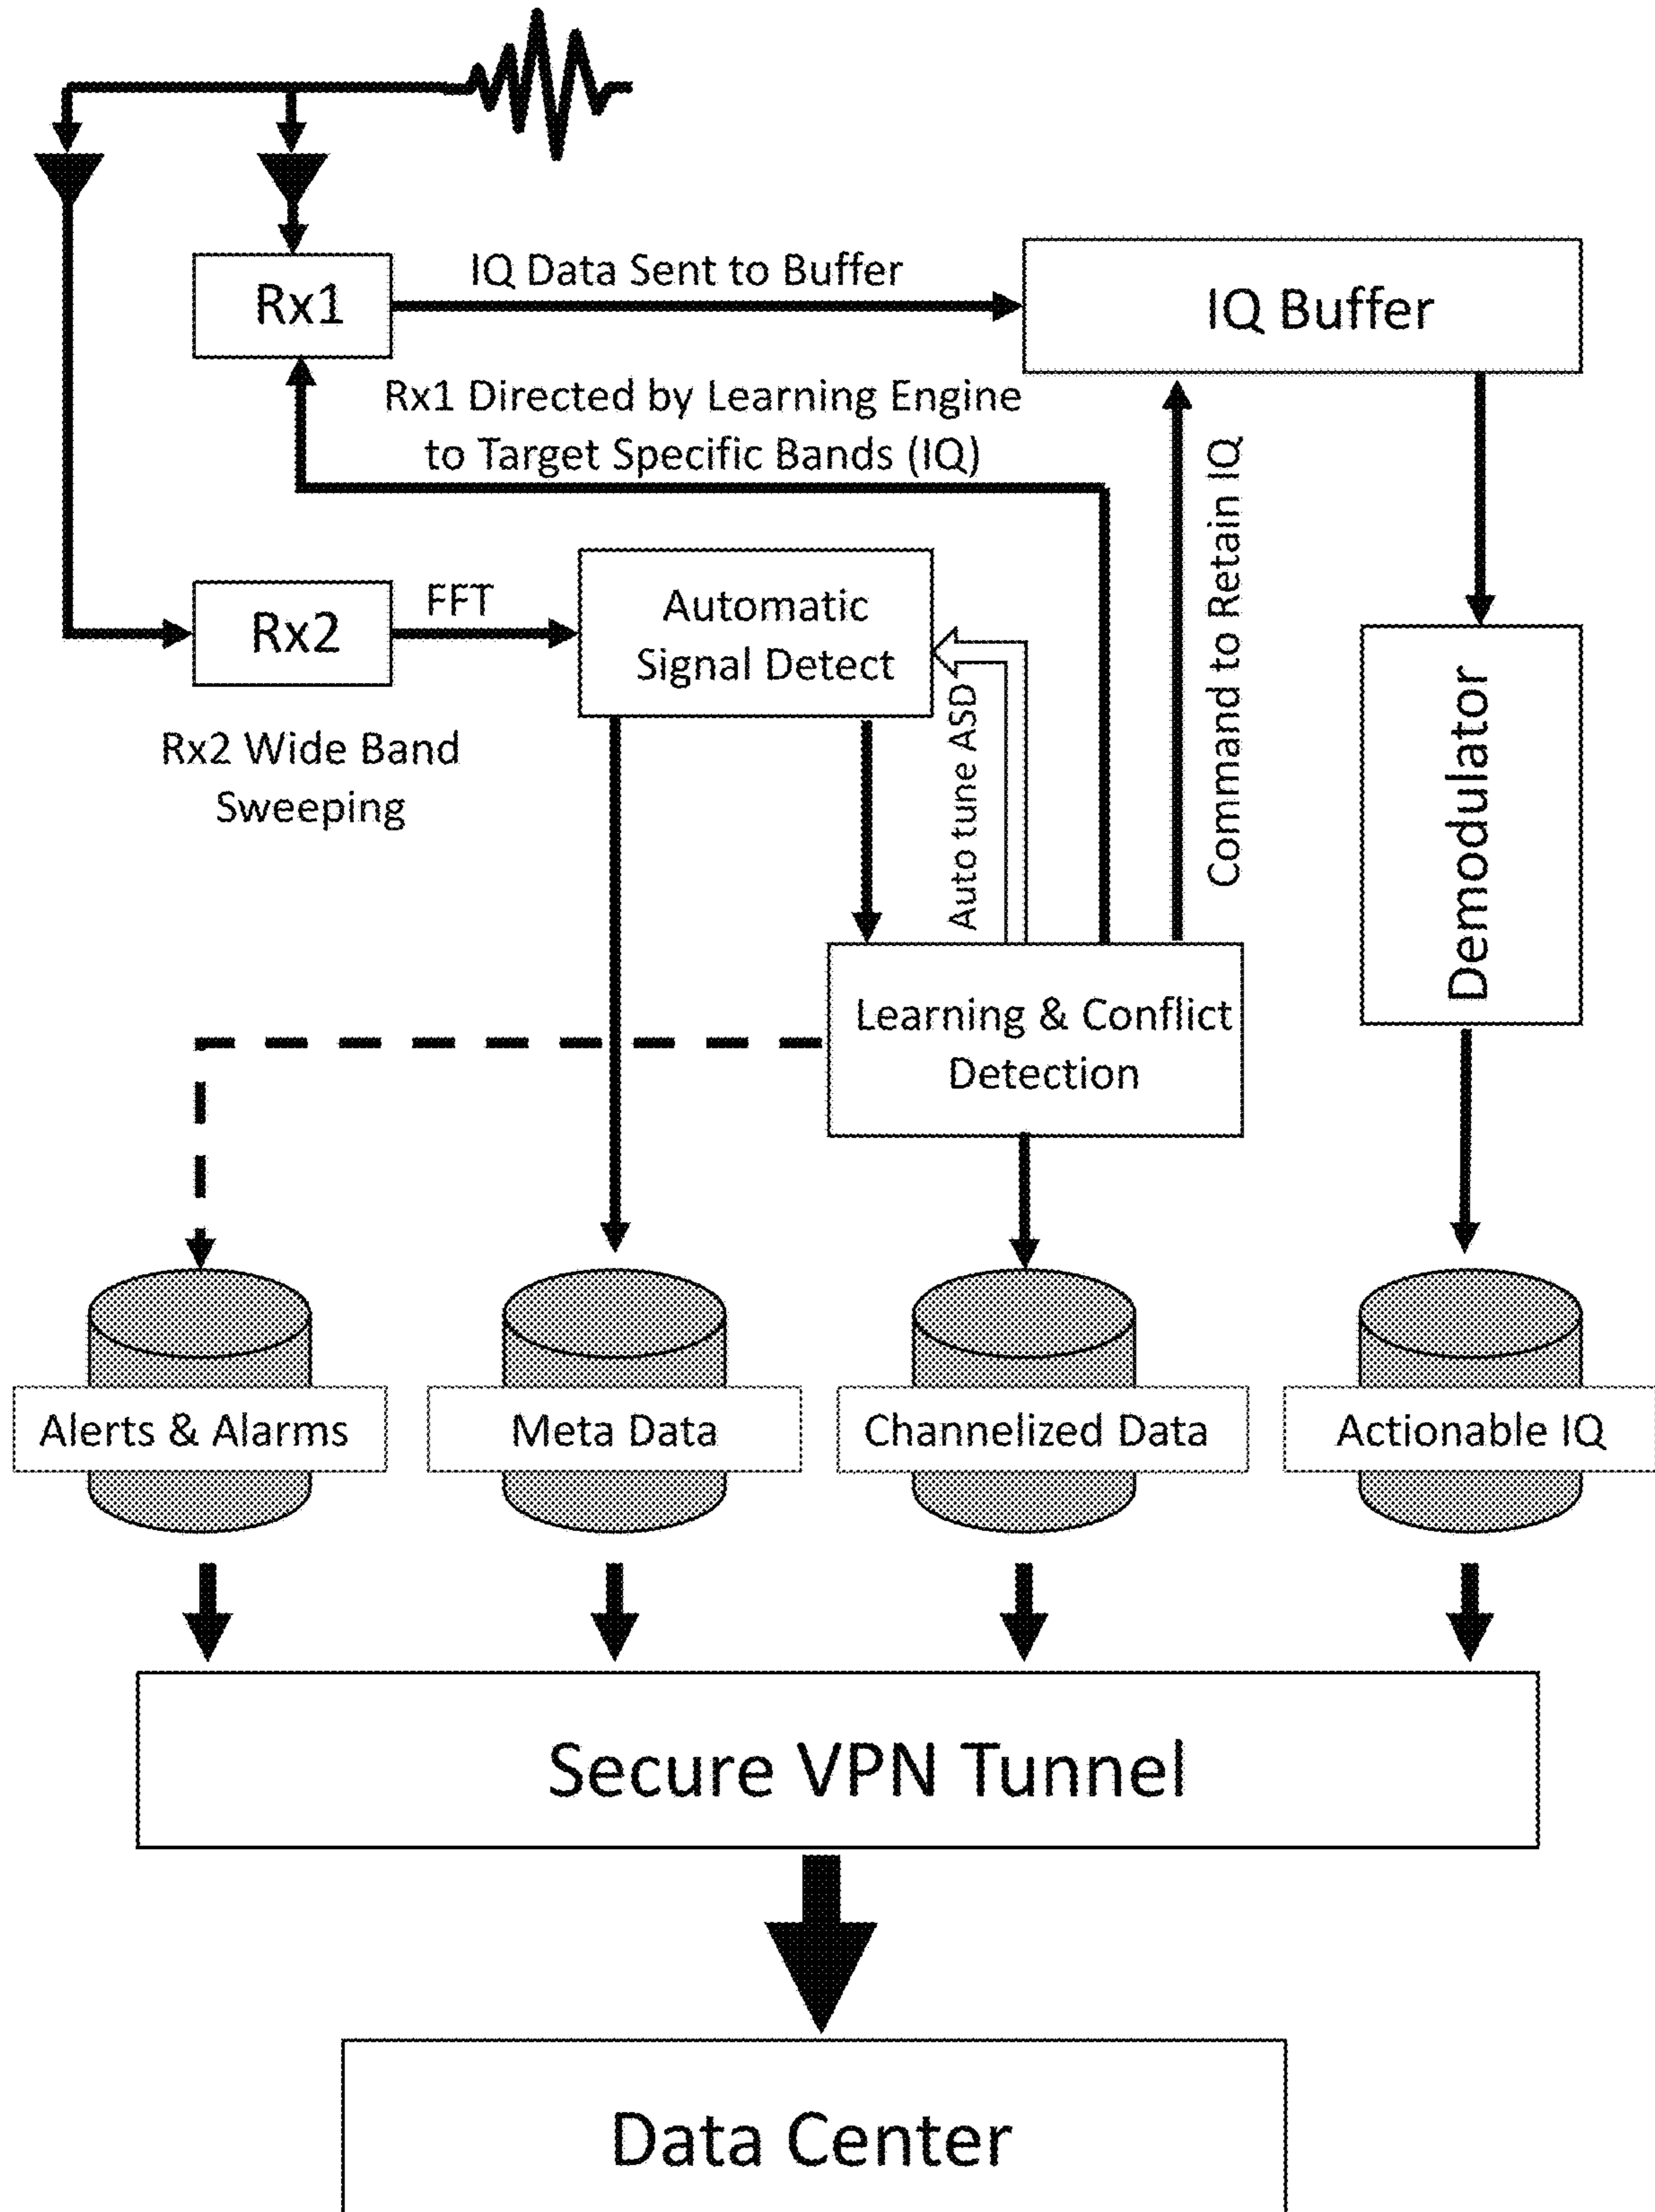 Rx1
IQ Data Sent to Buffer
IQ Buffer
Rx1 Directed by Learning Engine
to Target Specific Bands (IQ)
Command to Retain IQ
Rx2
FFT
Automatic
Signal Detect
Rx2 Wide Band
Sweeping
Auto tune ASD
Demodulator
Learning & Conflict
Detection
Alerts & Alarms
Meta Data
Channelized Data
Actionable IQ
Secure VPN Tunnel
Data Center